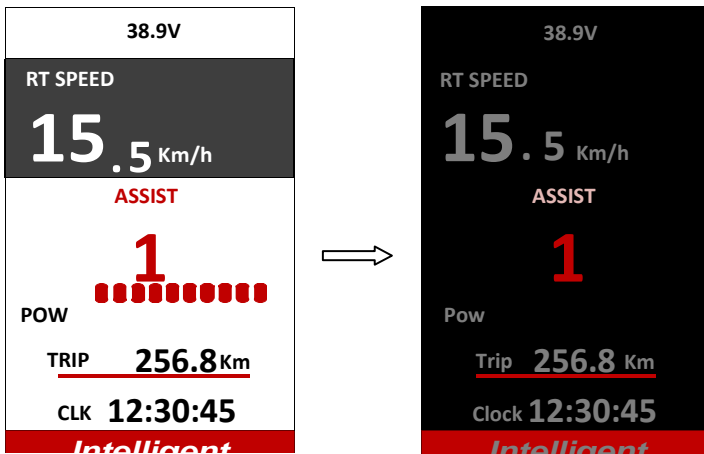 38.9V
RT SPEED
15.5 Km/h
ASSIST
1
POW
TRIP 256.8 Km
CLK 12:30:45
Intelligent
38.9V
RT SPEED
15.5 Km/h
ASSIST
1
Pow
Trip 256.8 Km
Clock 12:30:45
Intelligent